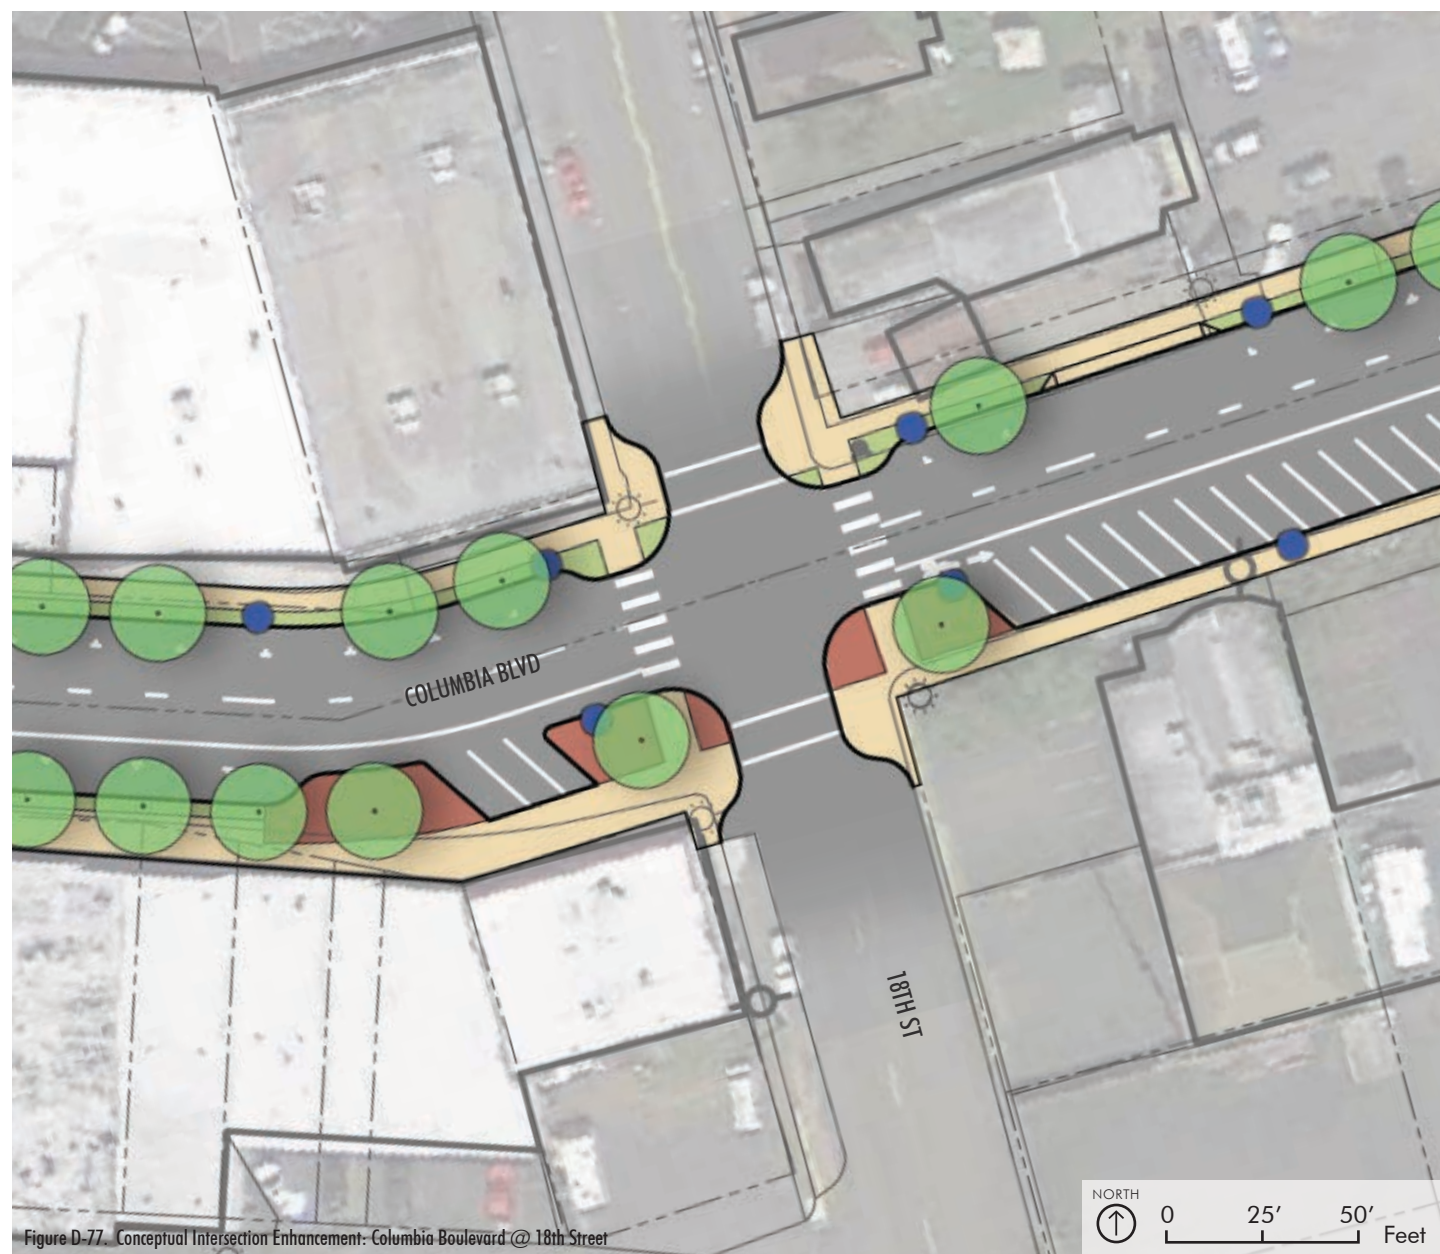 COLUMBIA BLVD
18TH ST
NORTH
0 25’ 50’
Feet
Figure D-77. Conceptual Intersection Enhancement: Columbia Boulevard @ 18th Street